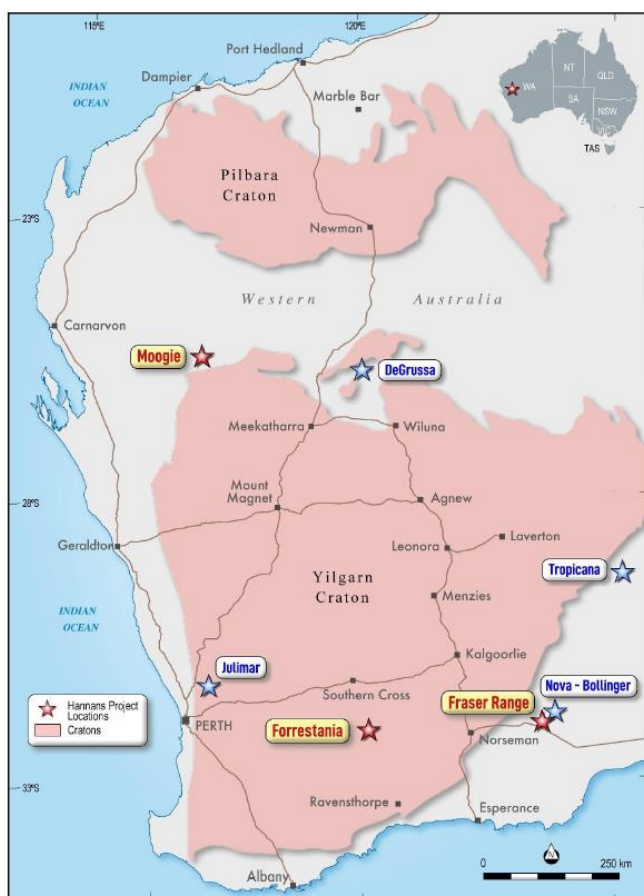 115°E
120°E
Port Hedland
Dampier
INDIAN
OCEAN
Marble Bar
NT
QLD
WA
SA
NSW
VIC
TAS
Pilbara
Craton
23°S
Newman
Western Australia
Carnarvon
Moogie
DeGrussa
Meekatharra
Wiluna
Mount
Magnet
28°S
Agnew
Geraldton
Leonora
Laverton
Tropicana
Yilgarn
Craton
Menzies
INDIAN
OCEAN
Kalgoorlie
Julimar
Southern Cross
Nova - Bollinger
Fraser Range
Hannans Project
Locations
Cratons
PERTH
Forrestania
Norseman
33°S
Ravensthorpe
Esperance
N
0 250 km
Albany